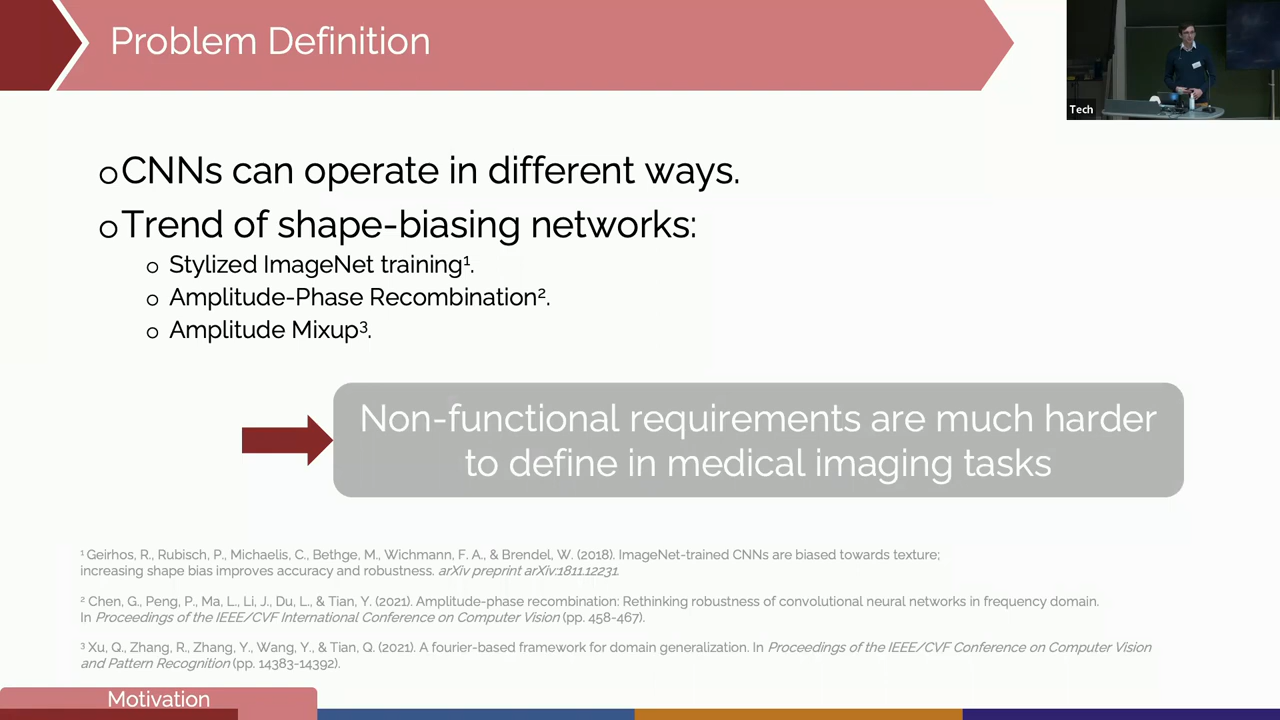 Problem Definition
Tech
oCNNs can operate in different ways.
oTrend of shape-biasing networks:
o Stylized ImageNet training¹.
o Amplitude-Phase Recombination².
o Amplitude Mixup³.
Non-functional requirements are much harder
to define in medical imaging tasks
¹ Geirhos, R., Rubisch, P., Michaelis, C., Bethge, M., Wichmann, F. A., & Brendel, W. (2018). ImageNet-trained CNNs are biased towards texture;
increasing shape bias improves accuracy and robustness. arXiv preprint arXiv:1811.12231.
² Chen, G., Peng, P., Ma, L., Li, J., Du, L., & Tian, Y. (2021). Amplitude-phase recombination: Rethinking robustness of convolutional neural networks in frequency domain.
In Proceedings of the IEEE/CVF International Conference on Computer Vision (pp. 458-467).
³ Xu, Q., Zhang, R., Zhang, Y., Wang, Y., & Tian, Q. (2021). A fourier-based framework for domain generalization. In Proceedings of the IEEE/CVF Conference on Computer Vision
and Pattern Recognition (pp. 14383-14392).
Motivation